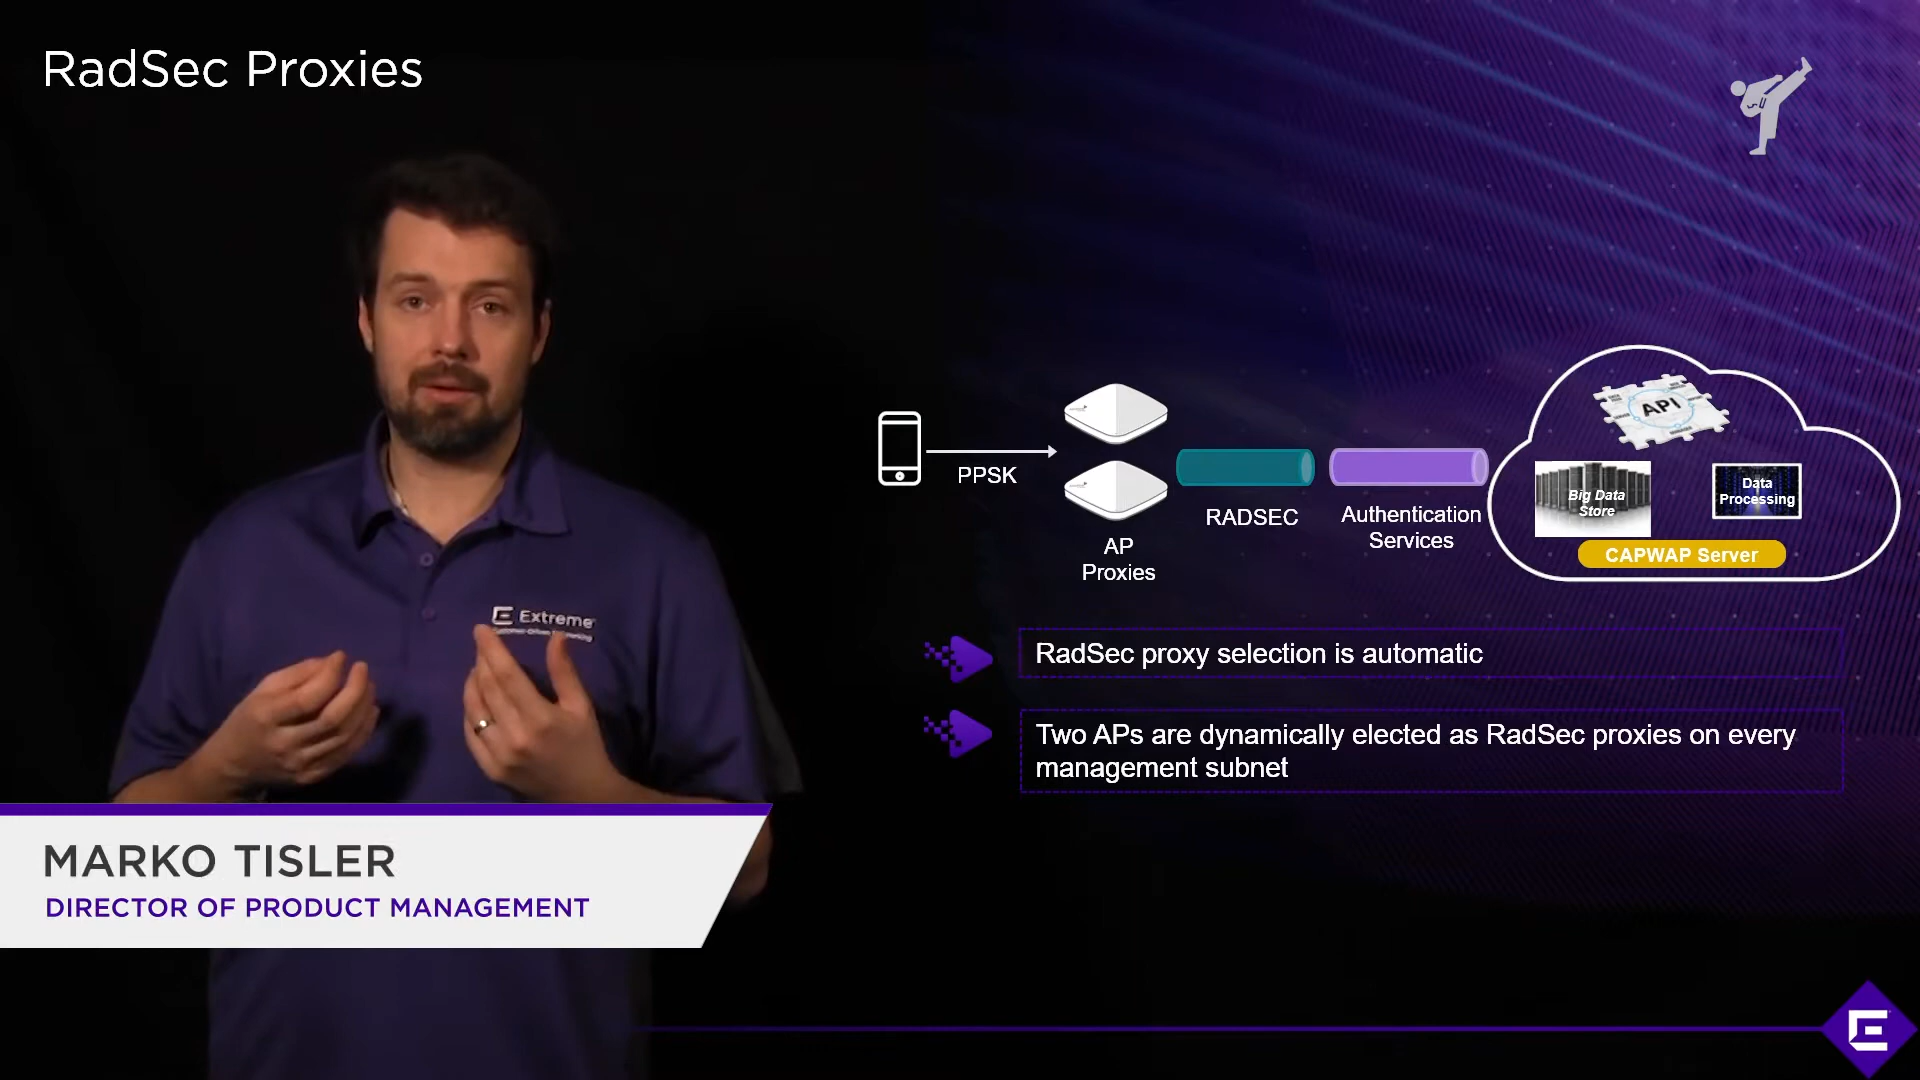 RadSec Proxies
Extreme
PPSK
AP
Proxies
RADSEC
Authentication
Services
API
Big Data
Store
Data
Processing
CAPWAP Server
RadSec proxy selection is automatic
Two APs are dynamically elected as RadSec proxies on every
management subnet
MARKO TISLER
DIRECTOR OF PRODUCT MANAGEMENT